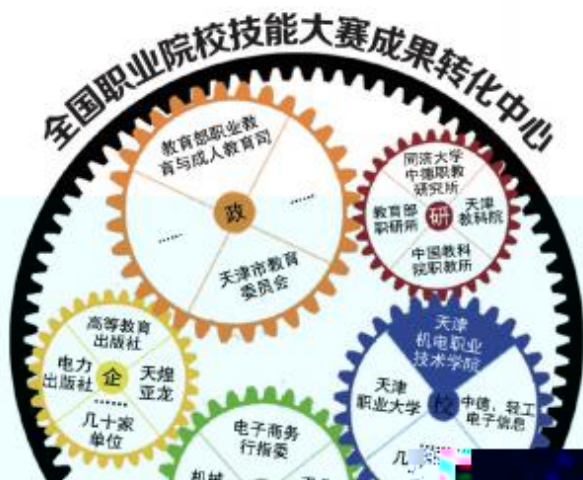 全国职业院校技能大赛成果转化中心
教育部职业教
育与成人教育司
……
……
政
天津市教育
委员会
同济大学
中德职教
研究所
教育部
职研所
研
天津
教科院
中国教科
院职教所
高等教育
出版社
电力
出版社
企
天煌
亚龙
……
几十家
单位
天津
机电职业
技术学院
天津
职业大学
校
中德、轻工
电子信息
……
几
电子商务
行指委
机械